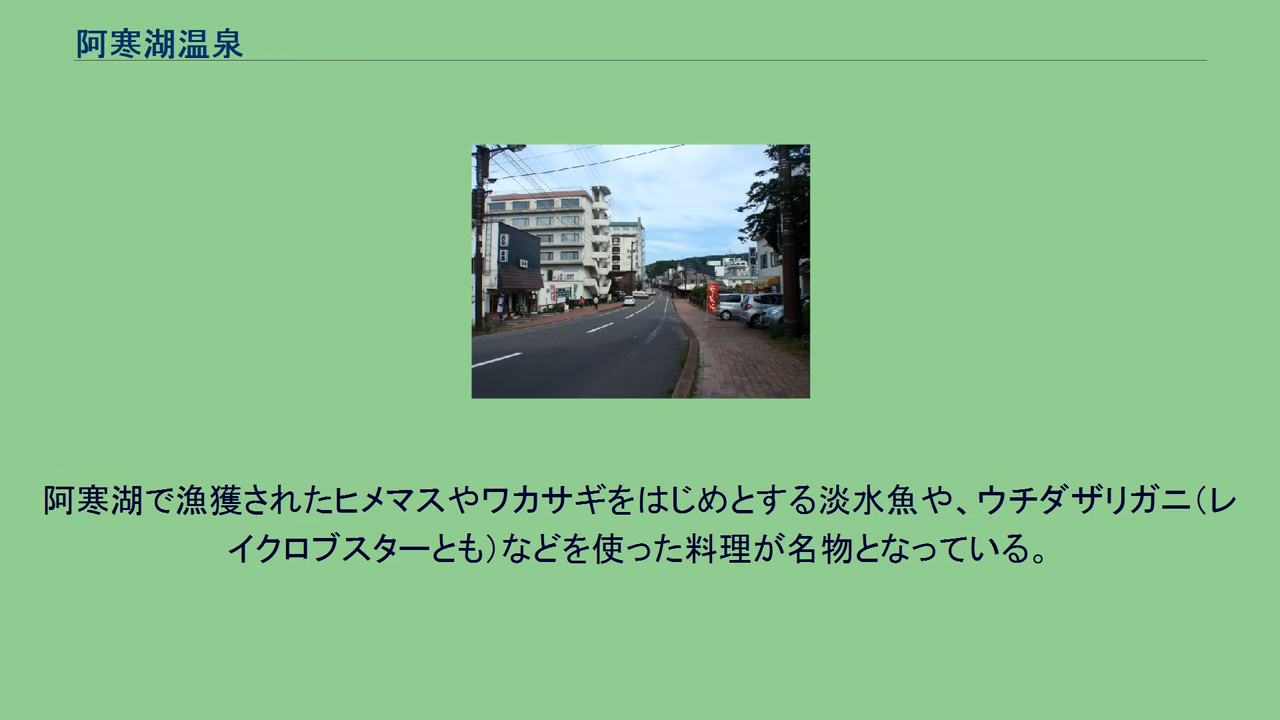 阿寒湖温泉
阿寒湖で漁獲されたヒメマスやワカサギをはじめとする淡水魚や、ウチダザリガニ（レ
イクロブスターとも）などを使った料理が名物となっている。